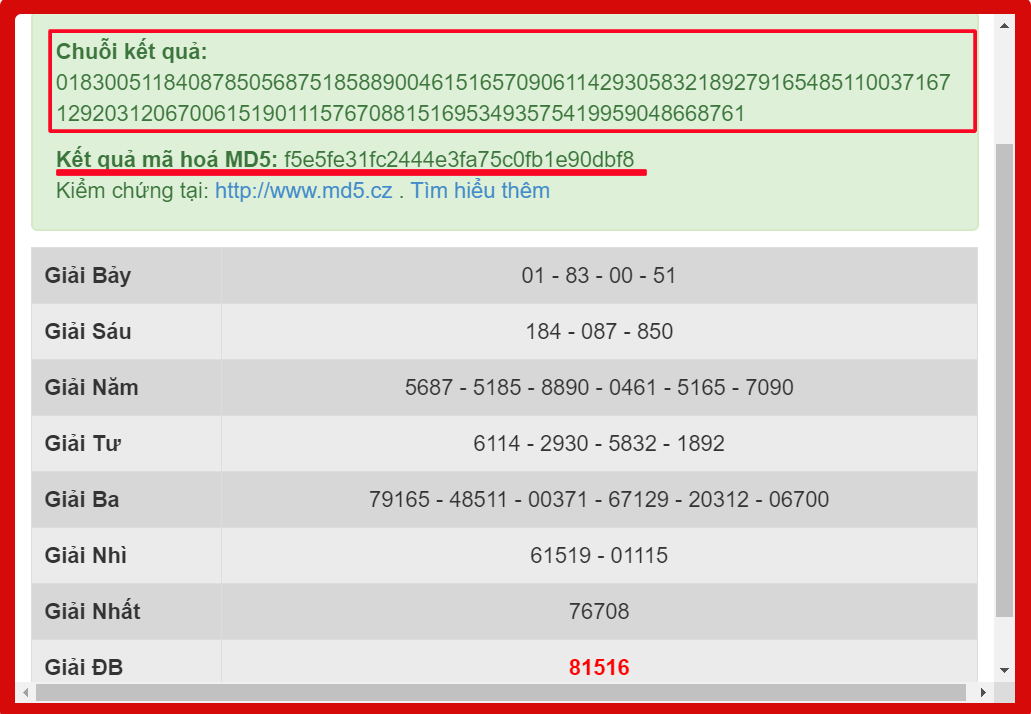 Chuỗi kết quả:
01830051184087850568751858890046151657090611429305832189279165485110037167
129203120670061519011157670881516953493575419959048668761
Kết quả mã hoá MD5: f5e5fe31fc2444e3fa75c0fb1e90dbf8
Kiểm chứng tại: http://www.md5.cz . Tìm hiểu thêm
Giải Bảy 01 - 83 - 00 - 51
Giải Sáu 184 - 087 - 850
Giải Năm 5687 - 5185 - 8890 - 0461 - 5165 - 7090
Giải Tư 6114 - 2930 - 5832 - 1892
Giải Ba 79165 - 48511 - 00371 - 67129 - 20312 - 06700
Giải Nhì 61519 - 01115
Giải Nhất 76708
Giải ĐB 81516